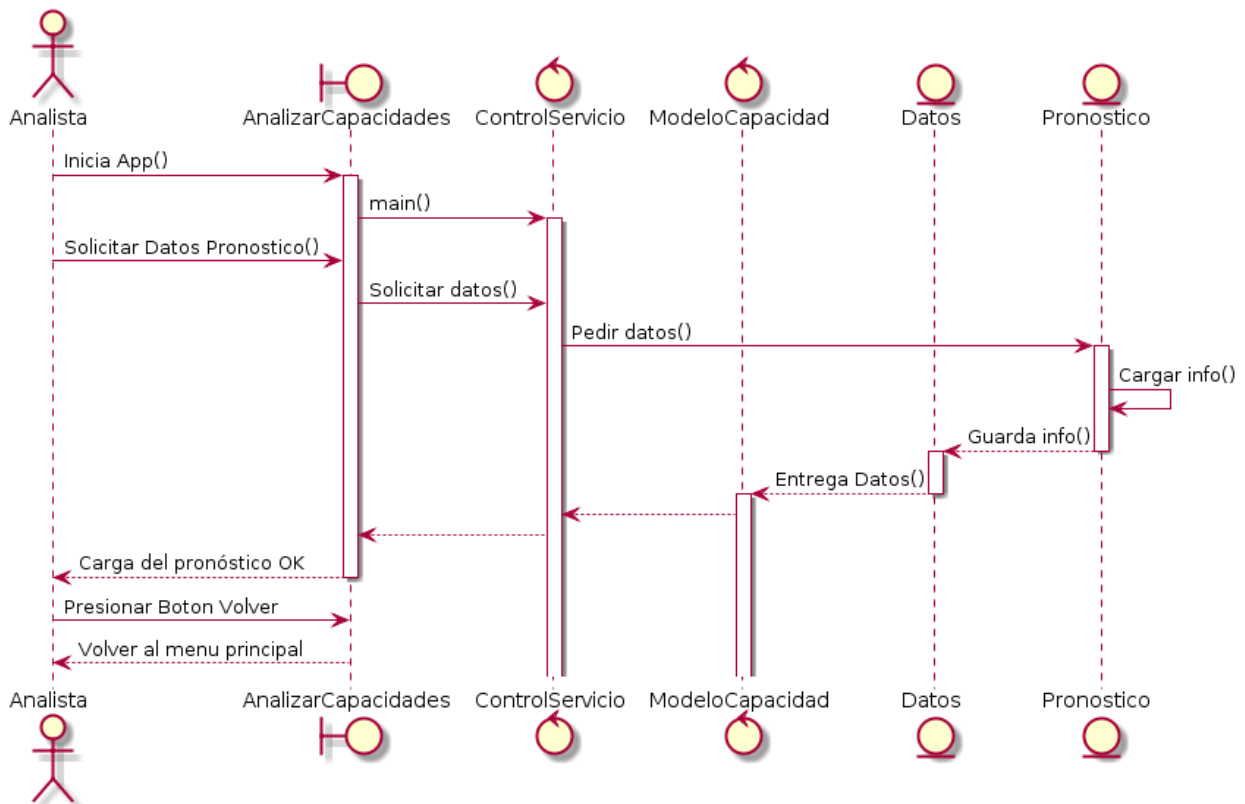 Analista
AnalizarCapacidades
ControlServicio
ModeloCapacidad
Datos
Pronostico
Inicia App()
main()
Solicitar Datos Pronostico()
Solicitar datos()
Pedir datos()
Cargar info()
Guarda info()
Entrega Datos()
Carga del pronóstico OK
Presionar Boton Volver
Volver al menu principal
Analista
AnalizarCapacidades
ControlServicio
ModeloCapacidad
Datos
Pronostico